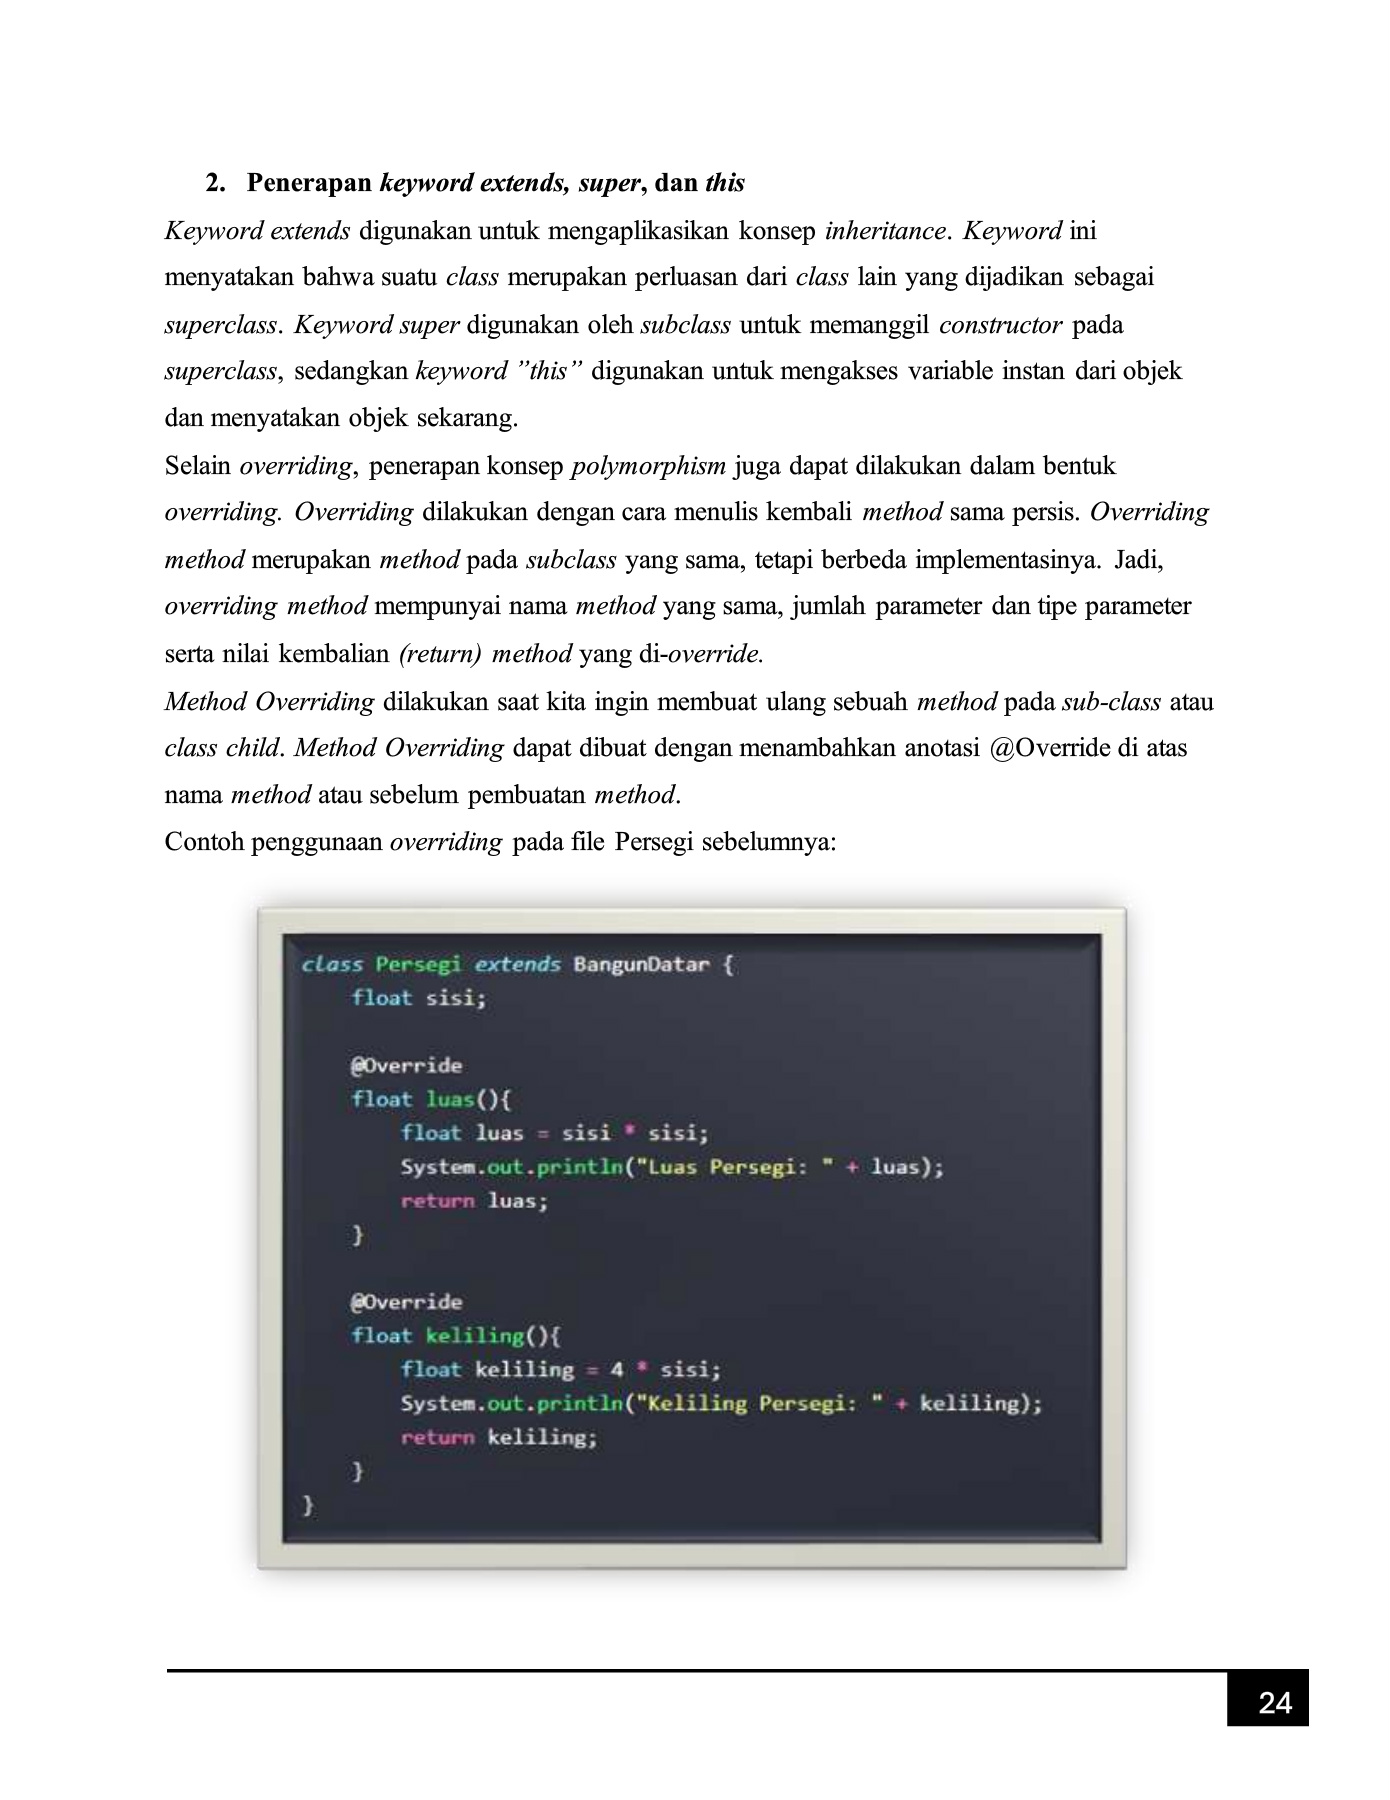 2. Penerapan keyword extends, super, dan this
Keyword extends digunakan untuk mengaplikasikan konsep inheritance. Keyword ini
menyatakan bahwa suatu class merupakan perluasan dari class lain yang dijadikan sebagai
superclass. Keyword super digunakan oleh subclass untuk memanggil constructor pada
superclass, sedangkan keyword ”this” digunakan untuk mengakses variable instan dari objek
dan menyatakan objek sekarang.
Selain overriding, penerapan konsep polymorphism juga dapat dilakukan dalam bentuk
overriding. Overriding dilakukan dengan cara menulis kembali method sama persis. Overriding
method merupakan method pada subclass yang sama, tetapi berbeda implementasinya. Jadi,
overriding method mempunyai nama method yang sama, jumlah parameter dan tipe parameter
serta nilai kembalian (return) method yang di-override.
Method Overriding dilakukan saat kita ingin membuat ulang sebuah method pada sub-class atau
class child. Method Overriding dapat dibuat dengan menambahkan anotasi @Override di atas
nama method atau sebelum pembuatan method.
Contoh penggunaan overriding pada file Persegi sebelumnya:
class Persegi extends BangunDatar {
    float sisi;
    @Override
    float luas(){
        float luas = sisi * sisi;
        System.out.println("Luas Persegi: " + luas);
        return luas;
    }
    @Override
    float keliling(){
        float keliling = 4 * sisi;
        System.out.println("Keliling Persegi: " + keliling);
        return keliling;
    }
}
24